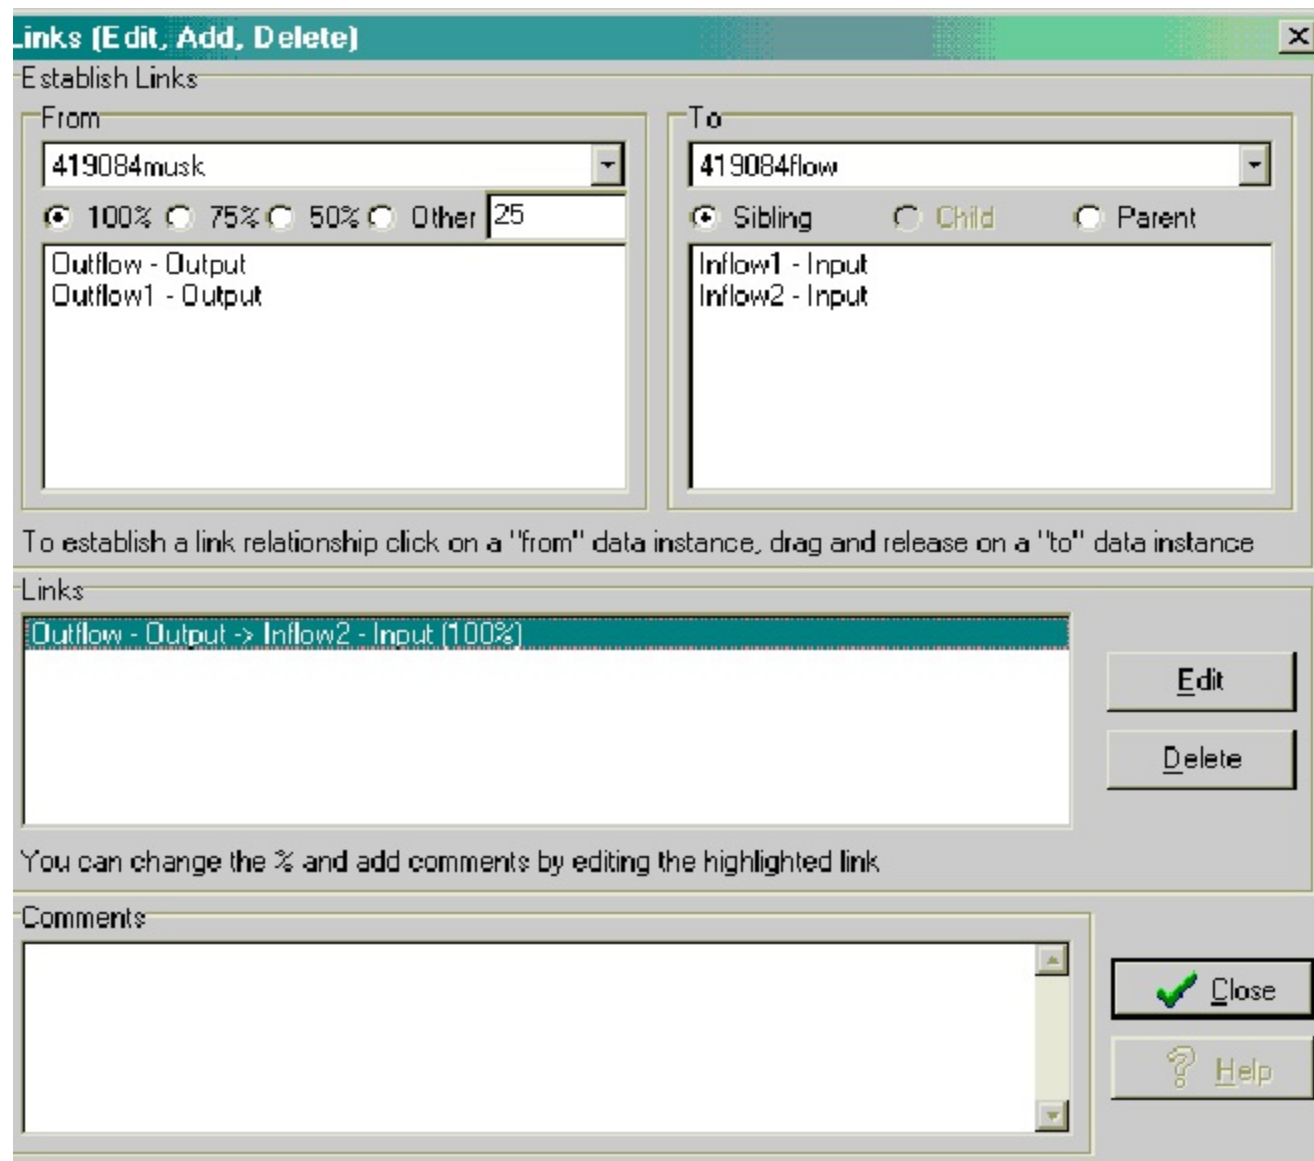 Links (Edit, Add, Delete)
Establish Links
From
To
419084musk
419084flow
100% 75% 50% Other 25
Sibling Child Parent
Outflow - Output
Outflow1 - Output
Inflow1 - Input
Inflow2 - Input
To establish a link relationship click on a "from" data instance, drag and release on a "to" data instance
Links
Outflow - Output -> Inflow2 - Input (100%)
Edit
Delete
You can change the % and add comments by editing the highlighted link
Comments
Close
? Help